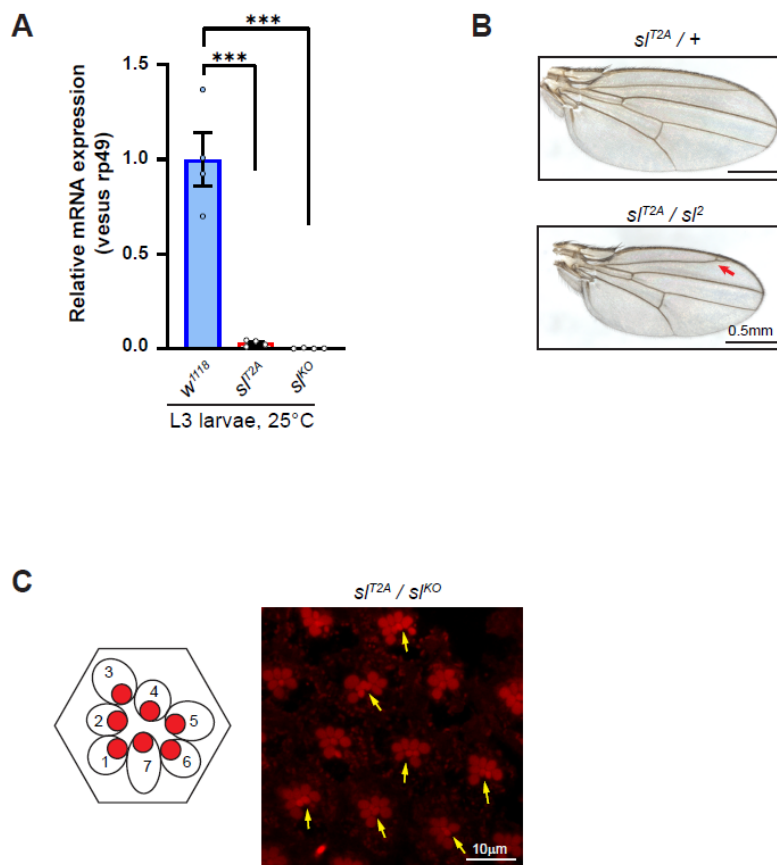 A
***
***
Relative mRNA expression
(vesus rp49)
1.5
1.0
0.5
0.0
w1118
slT2A
slKO
L3 larvae, 25°C
B
slT2A / +
slT2A / sl2
0.5mm
C
slT2A / slKO
3
4
2
5
1
7
6
10μm